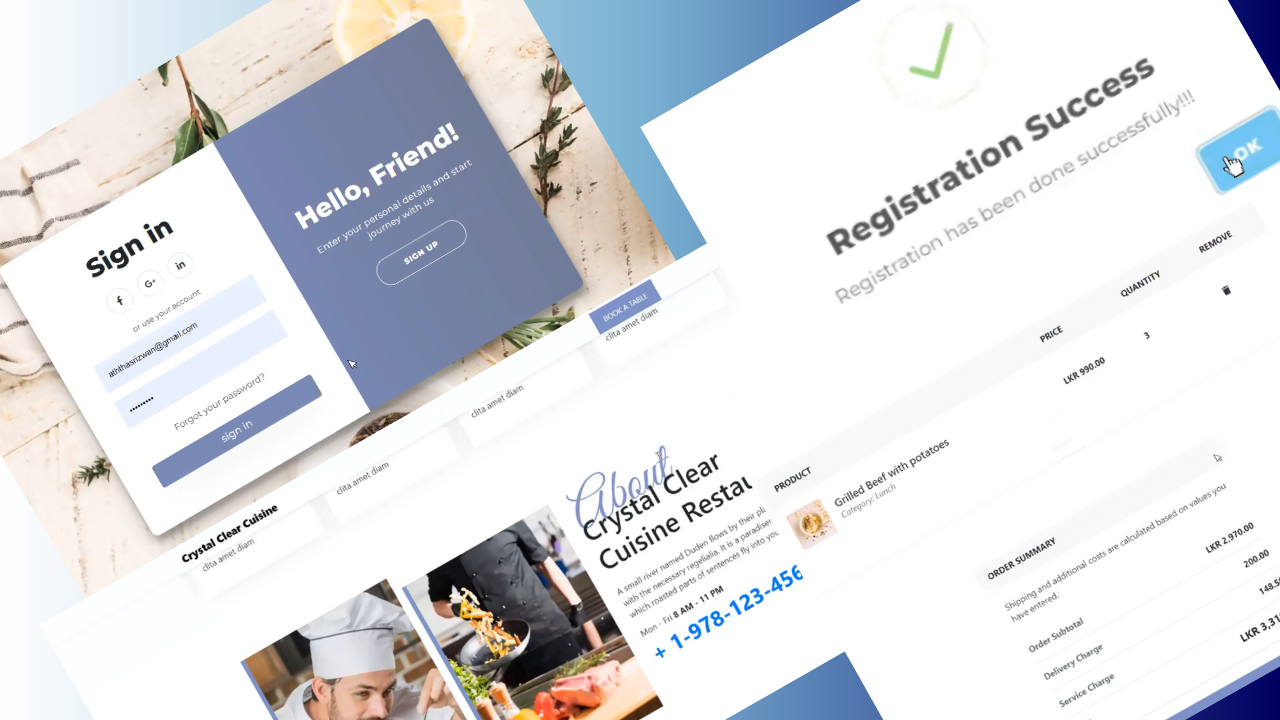 Sign in
f
G+
in
or use your account
aththasrizwan@gmail.com
•••••••••
Forgot your password?
sign in
Hello, Friend!
Enter your personal details and start
journey with us
SIGN UP
Registration Success
Registration has been done successfully!!!
OK
Crystal Clear Cuisine
BOOK A TABLE
clita amet diam
clita amet diam
clita amet diam
clita amet diam
About
Crystal Clear
Cuisine Restau
A small river named Duden flows by their pl
with the necessary regelialia. It is a paradise
which roasted parts of sentences fly into you
Mon - Fri 8 AM - 11 PM
+ 1-978-123-456
PRODUCT
PRICE
QUANTITY
REMOVE
Grilled Beef with potatoes
Category: Lunch
LKR 990.00
3
ORDER SUMMARY
Shipping and additional costs are calculated based on values you
have entered.
Order Subtotal
LKR 2,970.00
Delivery Charge
200.00
Service Charge
148.5
LKR 3,31